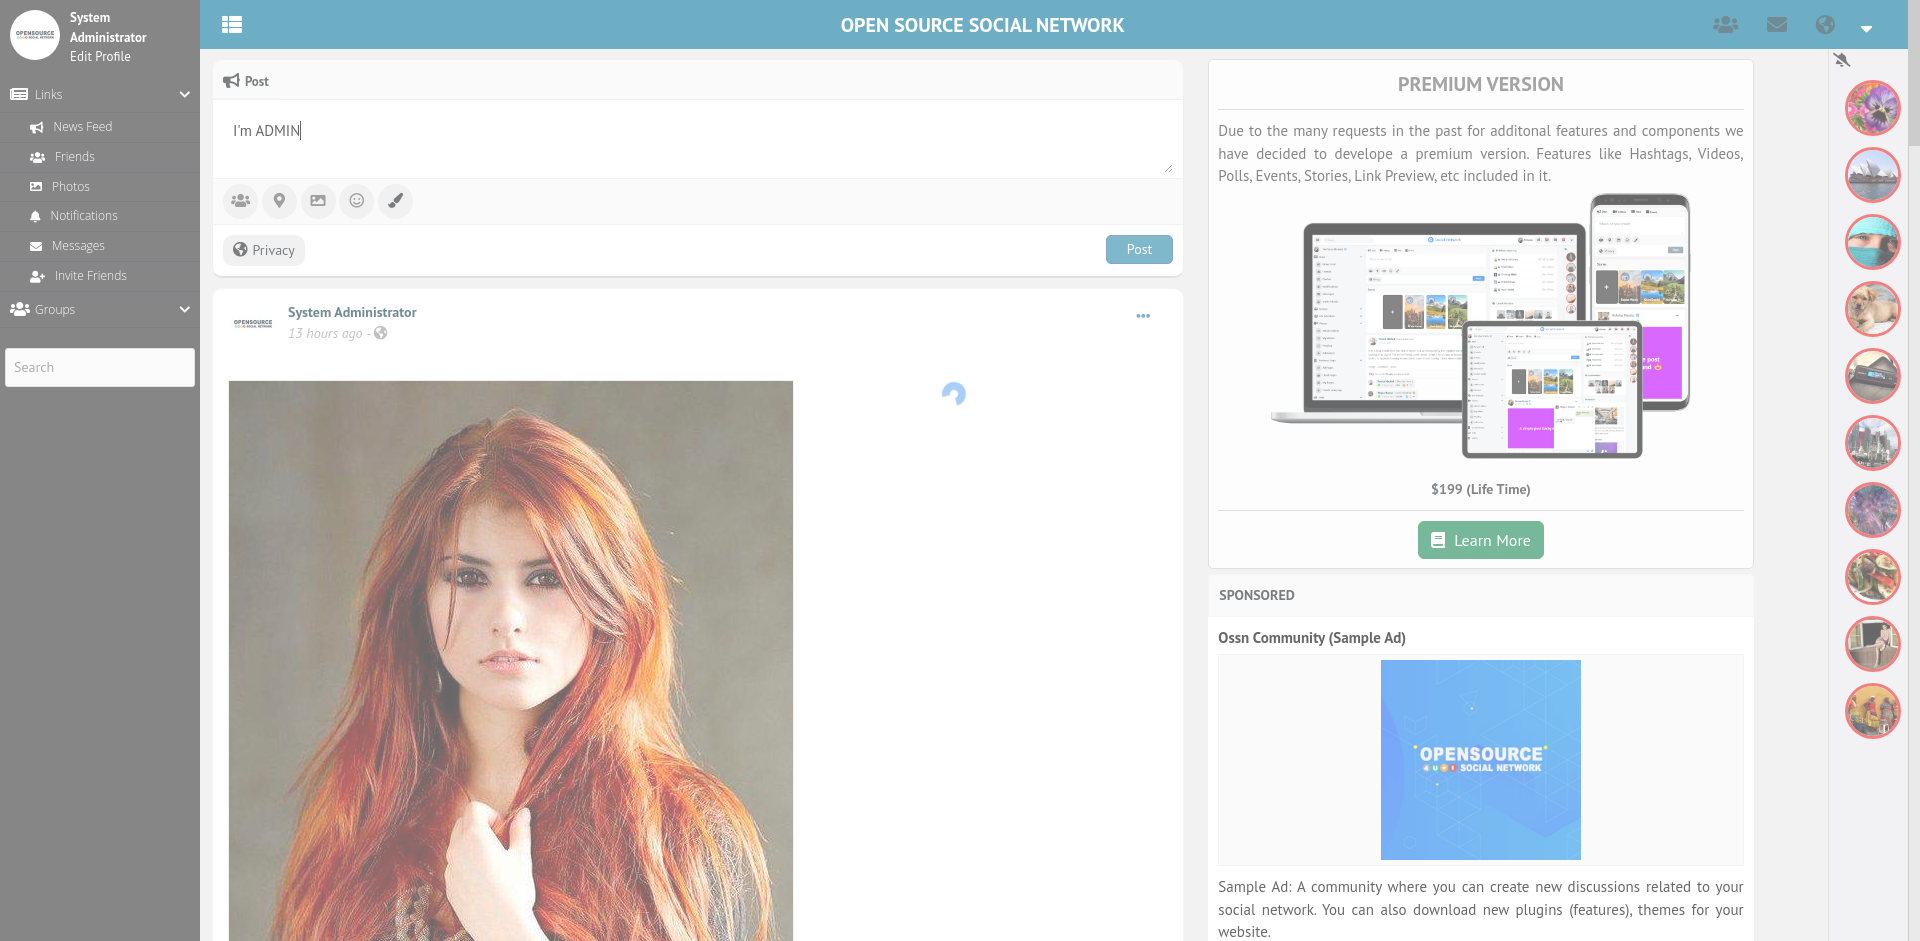 System
Administrator
Edit Profile
Links
News Feed
Friends
Photos
Notifications
Messages
Invite Friends
Groups
Search
OPEN SOURCE SOCIAL NETWORK
Post
I'm ADMIN
Privacy
Post
System Administrator
13 hours ago -
PREMIUM VERSION
Due to the many requests in the past for additonal features and components we
have decided to develope a premium version. Features like Hashtags, Videos,
Polls, Events, Stories, Link Preview, etc included in it.
$199 (Life Time)
Learn More
SPONSORED
Ossn Community (Sample Ad)
OPENSOURCE
SOCIAL NETWORK
Sample Ad: A community where you can create new discussions related to your
social network. You can also download new plugins (features), themes for your
website.